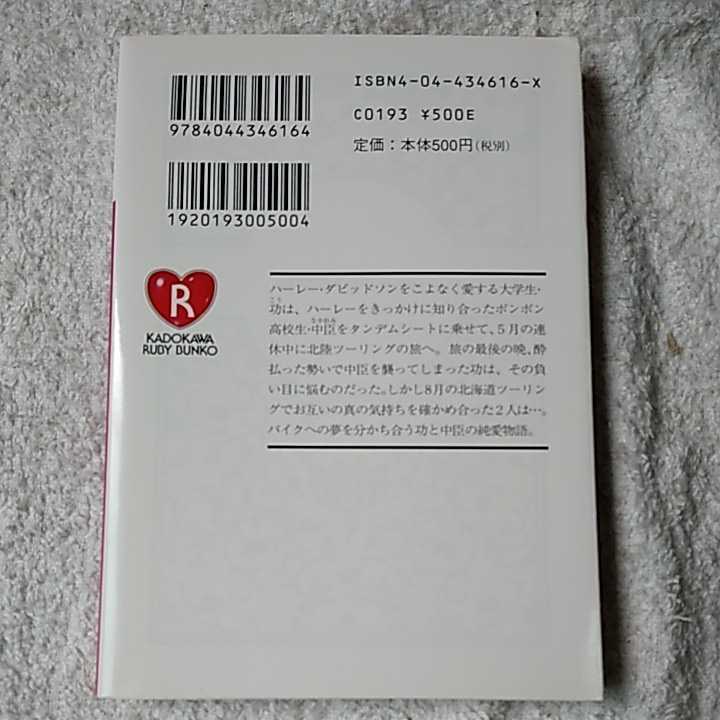 ISBN4-04-434616-X
C0193 ¥500E
定価：本体500円（税別）
9784044346164
1920193005004
R
KADOKAWA
RUBY BUNKO
ハーレー・ダビッドソンをこよなく愛する大学生・
功は、ハーレーをきっかけに知り合ったボンボン
高校生・中臣をタンデムシートに乗せて、5月の連
休中に北陸ツーリングの旅へ。旅の最後の晩、酔
払った勢いで中臣を襲ってしまった功は、その負
い目に悩むのだった。しかし8月の北海道ツーリン
グでお互いの真の気持ちを確かめ合った2人は…。
バイクへの夢を分かち合う功と中臣の純愛物語。